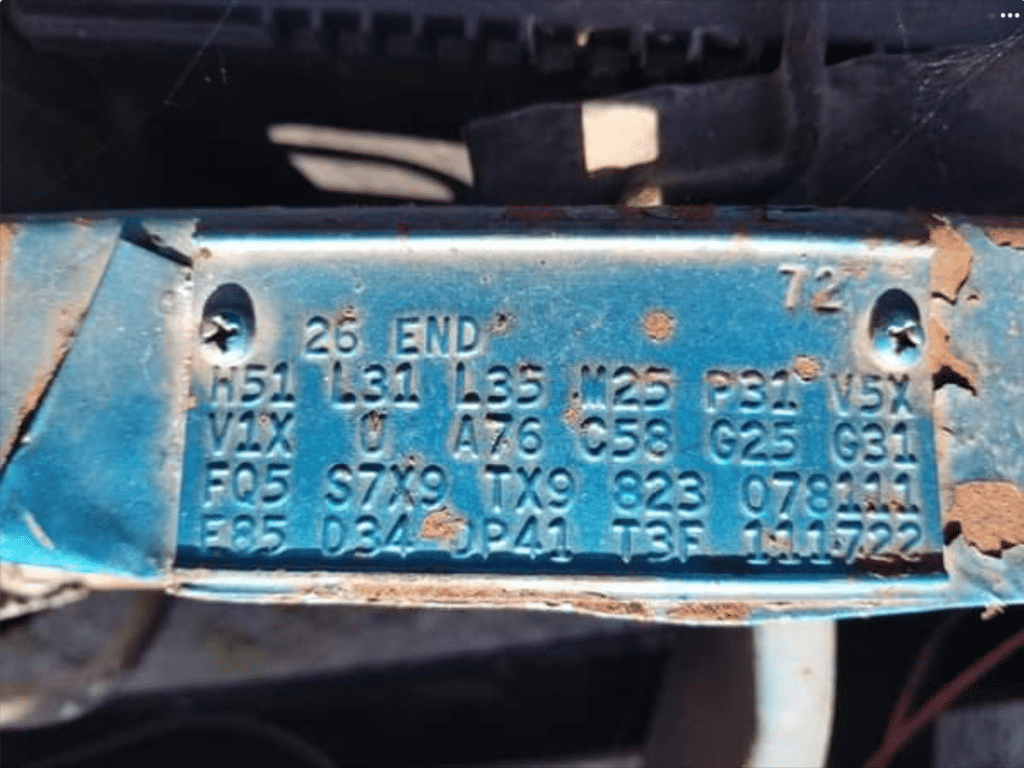 72
26 END
H51 L31 L35 M25 P31 V5X
V1X U A76 C58 G25 G31
FQ5 S7X9 TX9 823 078111
E85 D34 DP41 T3F 111722